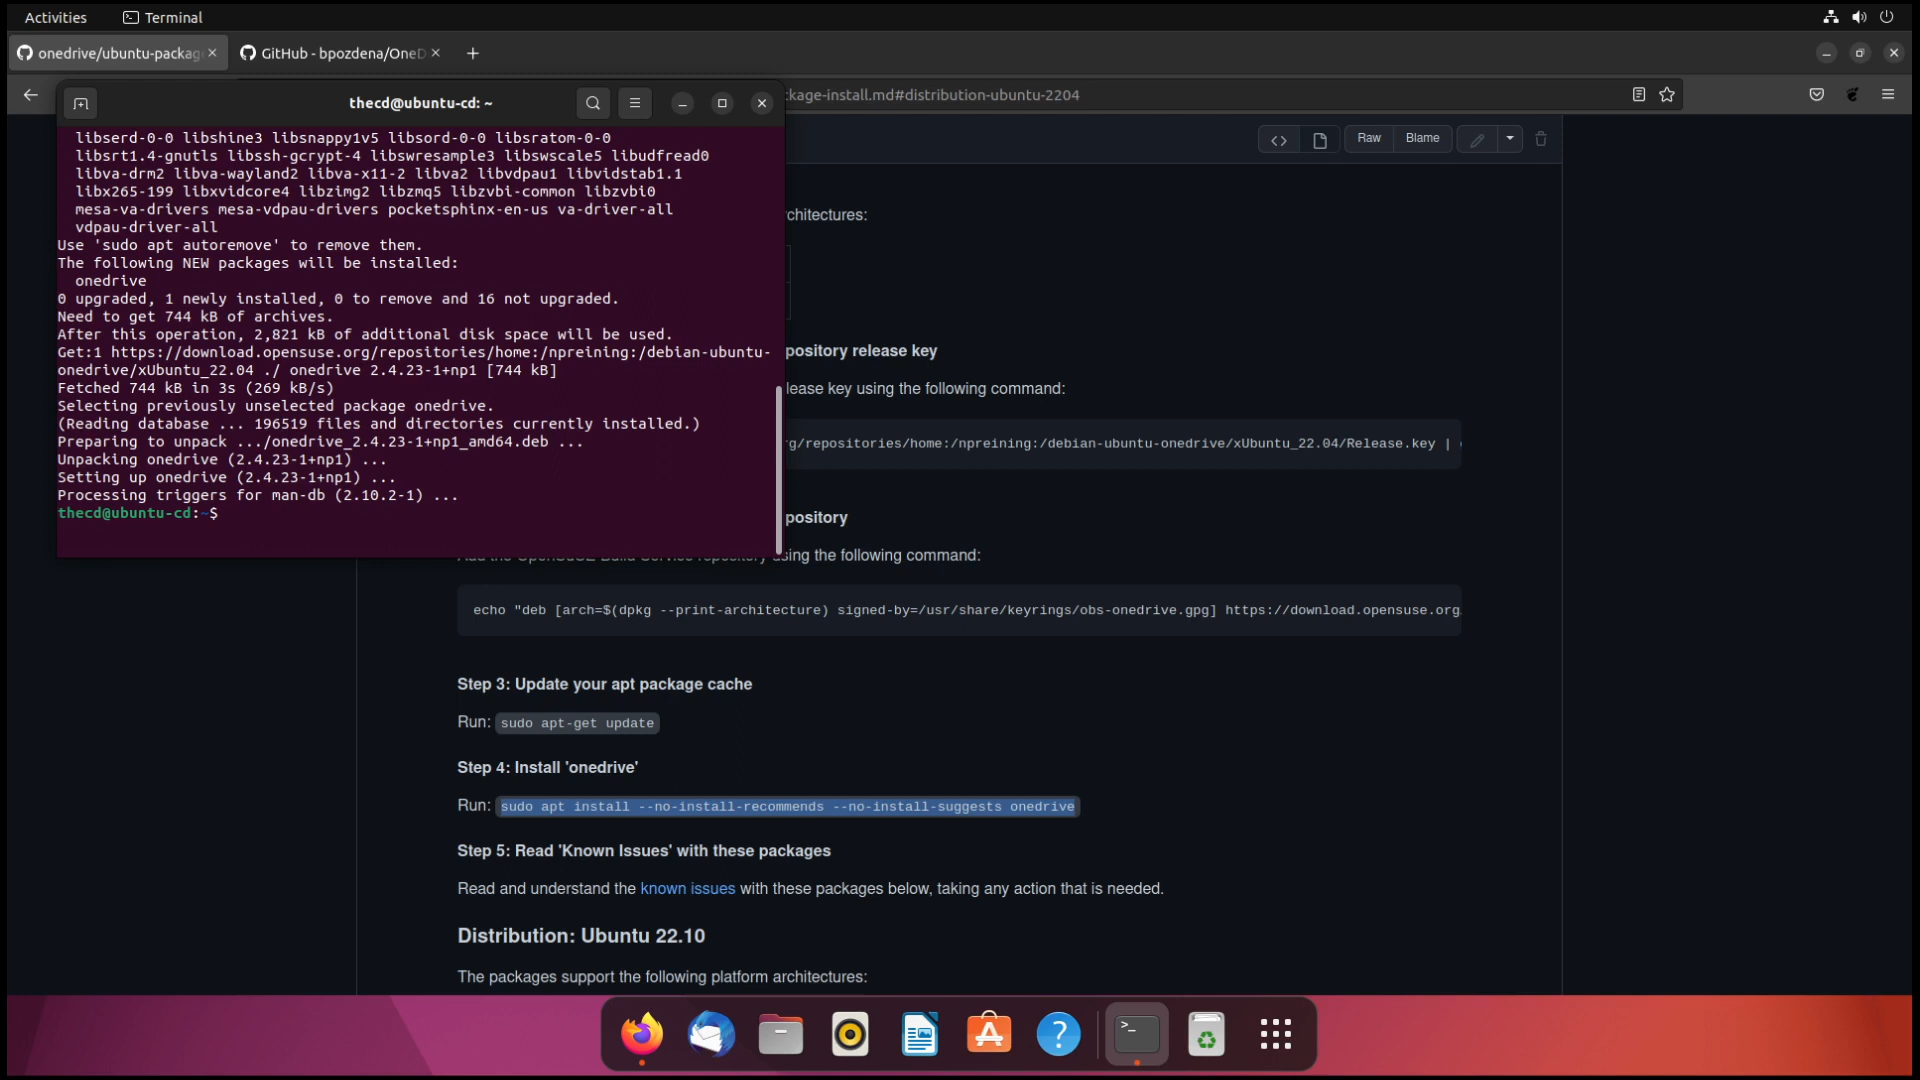 Activities
Terminal
onedrive/ubuntu-packag
GitHub - bpozdena/OneD
thecd@ubuntu-cd: ~
kage-install.md#distribution-ubuntu-2204
Raw
Blame
libserd-0-0 libshine3 libsnappy1v5 libsord-0-0 libsratom-0-0
libsrt1.4-gnutls libssh-gcrypt-4 libswresample3 libswscale5 libudfread0
libva-drm2 libva-wayland2 libva-x11-2 libva2 libvdpau1 libvidstab1.1
libx265-199 libxvidcore4 libzimg2 libzmq5 libzvbi-common libzvbi0
mesa-va-drivers mesa-vdpau-drivers pocketsphinx-en-us va-driver-all
vdpau-driver-all
Use 'sudo apt autoremove' to remove them.
The following NEW packages will be installed:
onedrive
0 upgraded, 1 newly installed, 0 to remove and 16 not upgraded.
Need to get 744 kB of archives.
After this operation, 2,821 kB of additional disk space will be used.
Get:1 https://download.opensuse.org/repositories/home:/npreining:/debian-ubuntu-
onedrive/xUbuntu_22.04 ./ onedrive 2.4.23-1+np1 [744 kB]
Fetched 744 kB in 3s (269 kB/s)
Selecting previously unselected package onedrive.
(Reading database ... 196519 files and directories currently installed.)
Preparing to unpack .../onedrive_2.4.23-1+np1_amd64.deb ...
Unpacking onedrive (2.4.23-1+np1) ...
Setting up onedrive (2.4.23-1+np1) ...
Processing triggers for man-db (2.10.2-1) ...
thecd@ubuntu-cd:~$
chitectures:
pository release key
lease key using the following command:
rg/repositories/home:/npreining:/debian-ubuntu-onedrive/xUbuntu_22.04/Release.key |
pository
Add the OpenSuSE Build Service repository using the following command:
echo "deb [arch=$(dpkg --print-architecture) signed-by=/usr/share/keyrings/obs-onedrive.gpg] https://download.opensuse.org
Step 3: Update your apt package cache
Run: sudo apt-get update
Step 4: Install 'onedrive'
Run: sudo apt install --no-install-recommends --no-install-suggests onedrive
Step 5: Read 'Known Issues' with these packages
Read and understand the known issues with these packages below, taking any action that is needed.
Distribution: Ubuntu 22.10
The packages support the following platform architectures: